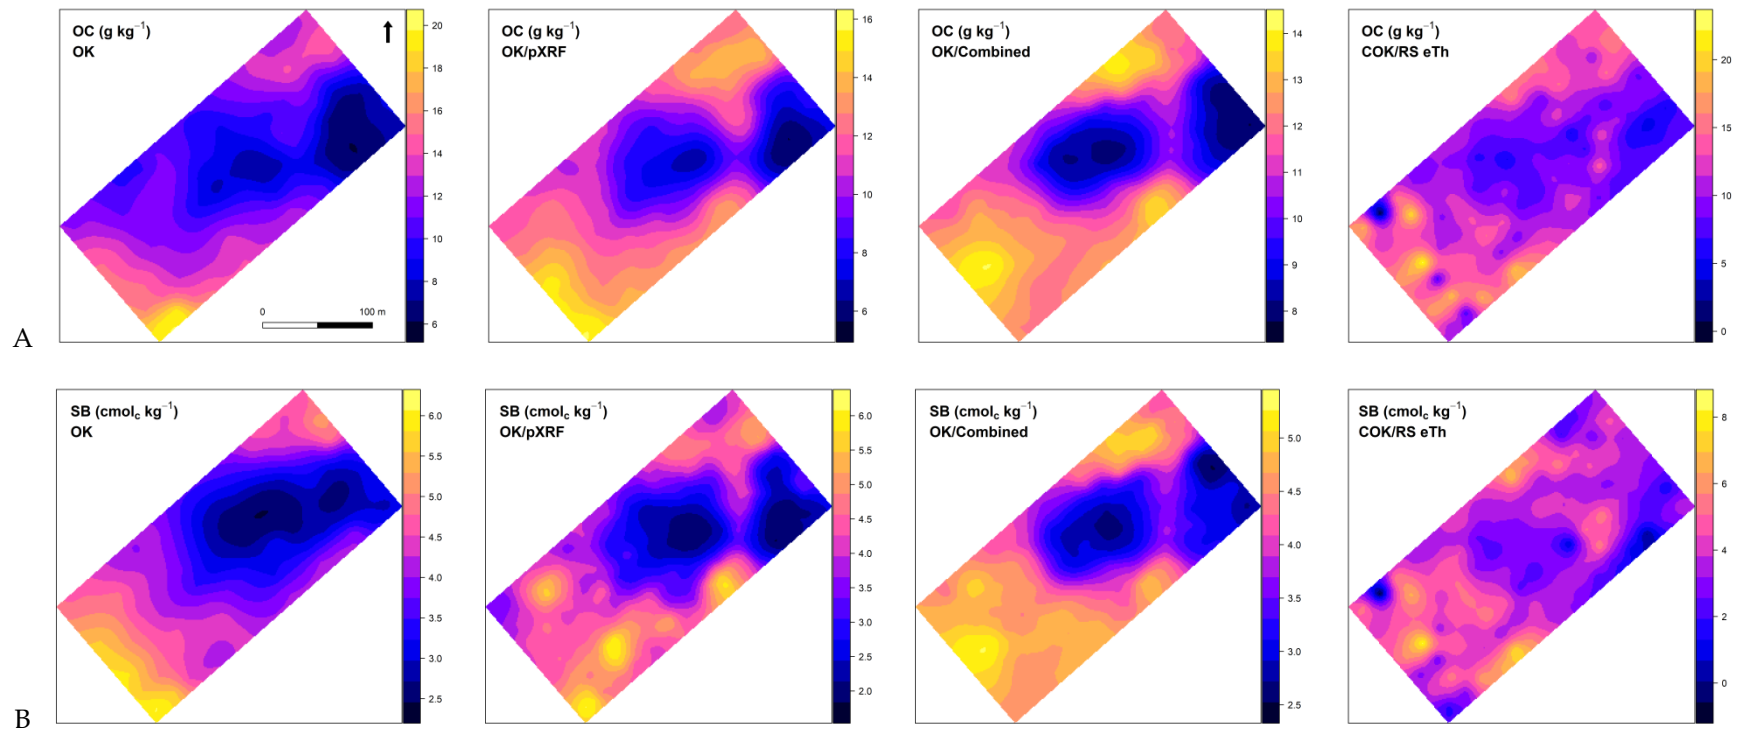 OC (g kg⁻¹)
OK
20
18
16
14
12
10
8
6
0
100 m
OC (g kg⁻¹)
OK/pXRF
16
14
12
10
8
6
OC (g kg⁻¹)
OK/Combined
14
13
12
11
10
9
8
OC (g kg⁻¹)
COK/RS eTh
20
15
10
5
0
A
SB (cmolc kg⁻¹)
OK
6.0
5.5
5.0
4.5
4.0
3.5
3.0
2.5
SB (cmolc kg⁻¹)
OK/pXRF
6.0
5.5
5.0
4.5
4.0
3.5
3.0
2.5
2.0
SB (cmolc kg⁻¹)
OK/Combined
5.0
4.5
4.0
3.5
3.0
2.5
SB (cmolc kg⁻¹)
COK/RS eTh
8
6
4
2
0
B